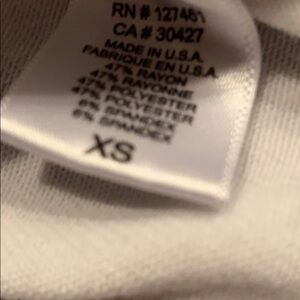 RN # 127461
CA # 30427
MADE IN U.S.A.
FABRIQUE EN U.S.A.
47% RAYON
47% RAYONNE
47% POLYESTER
47% POLYESTER
6% SPANDEX
6% SPANDEX
XS